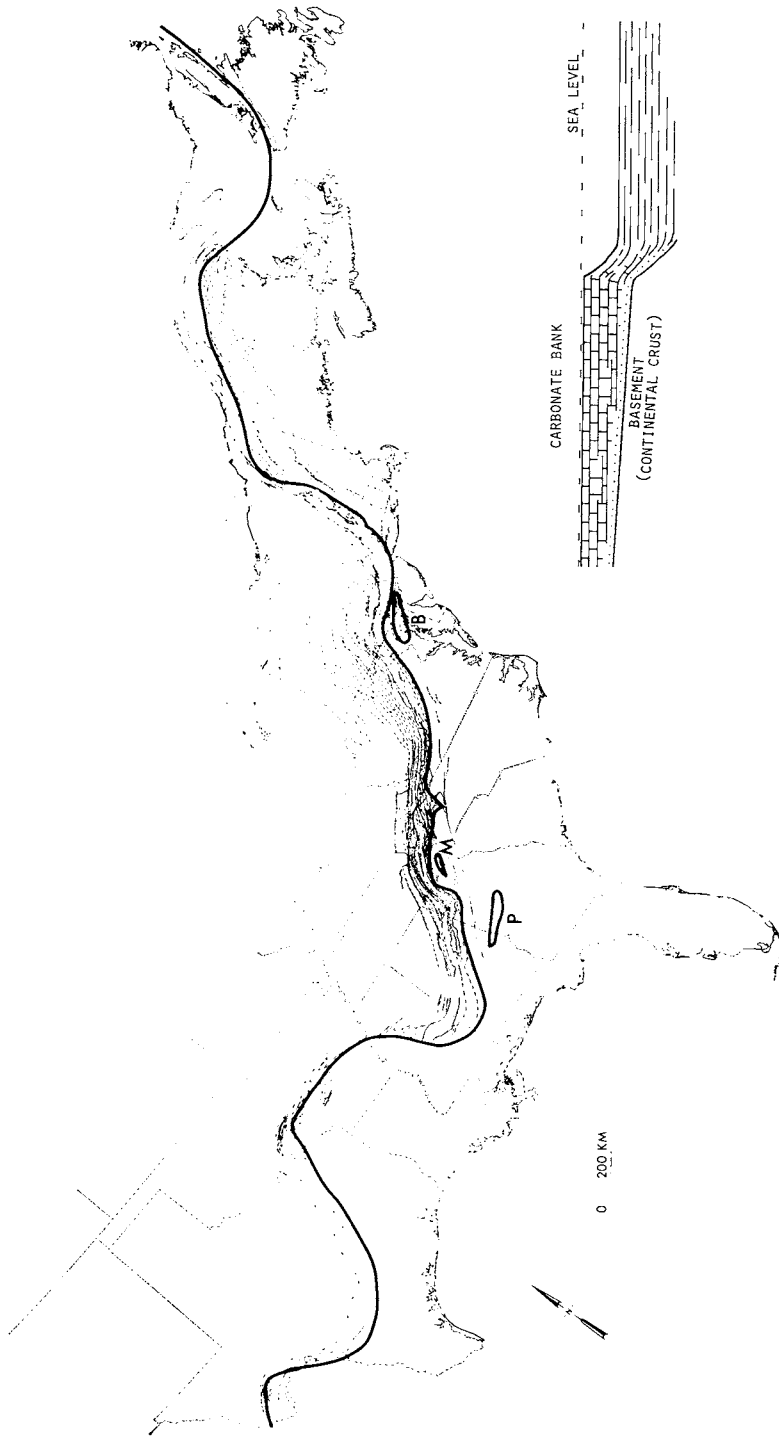 SEA LEVEL
CARBONATE BANK
BASEMENT
(CONTINENTAL CRUST)
B
M
P
0 200 KM